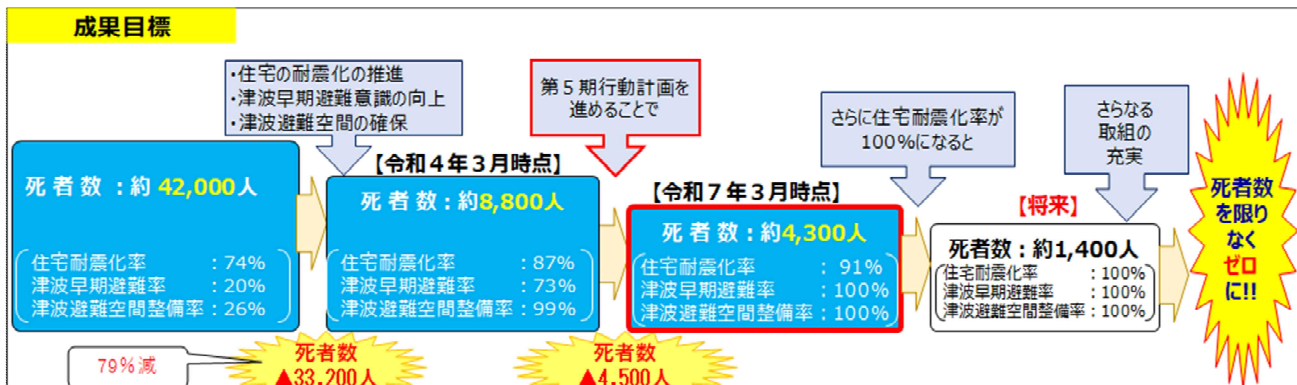 成果目標
・住宅の耐震化の推進
・津波早期避難意識の向上
・津波避難空間の確保
第5期行動計画を
進めることで
さらに住宅耐震化率が
100%になると
さらなる
取組の
充実
死者数：約 42,000人
住宅耐震化率 ：74%
津波早期避難率 ：20%
津波避難空間整備率：26%
【令和4年3月時点】
死者数：約8,800人
住宅耐震化率 ：87%
津波早期避難率 ：73%
津波避難空間整備率：99%
【令和7年3月時点】
死者数：約4,300人
住宅耐震化率 ：91%
津波早期避難率 ：100%
津波避難空間整備率：100%
【将来】
死者数：約1,400人
住宅耐震化率 ：100%
津波早期避難率 ：100%
津波避難空間整備率：100%
死者数
を限り
なく
ゼロ
に!!
79%減
死者数
▲33,200人
死者数
▲4,500人